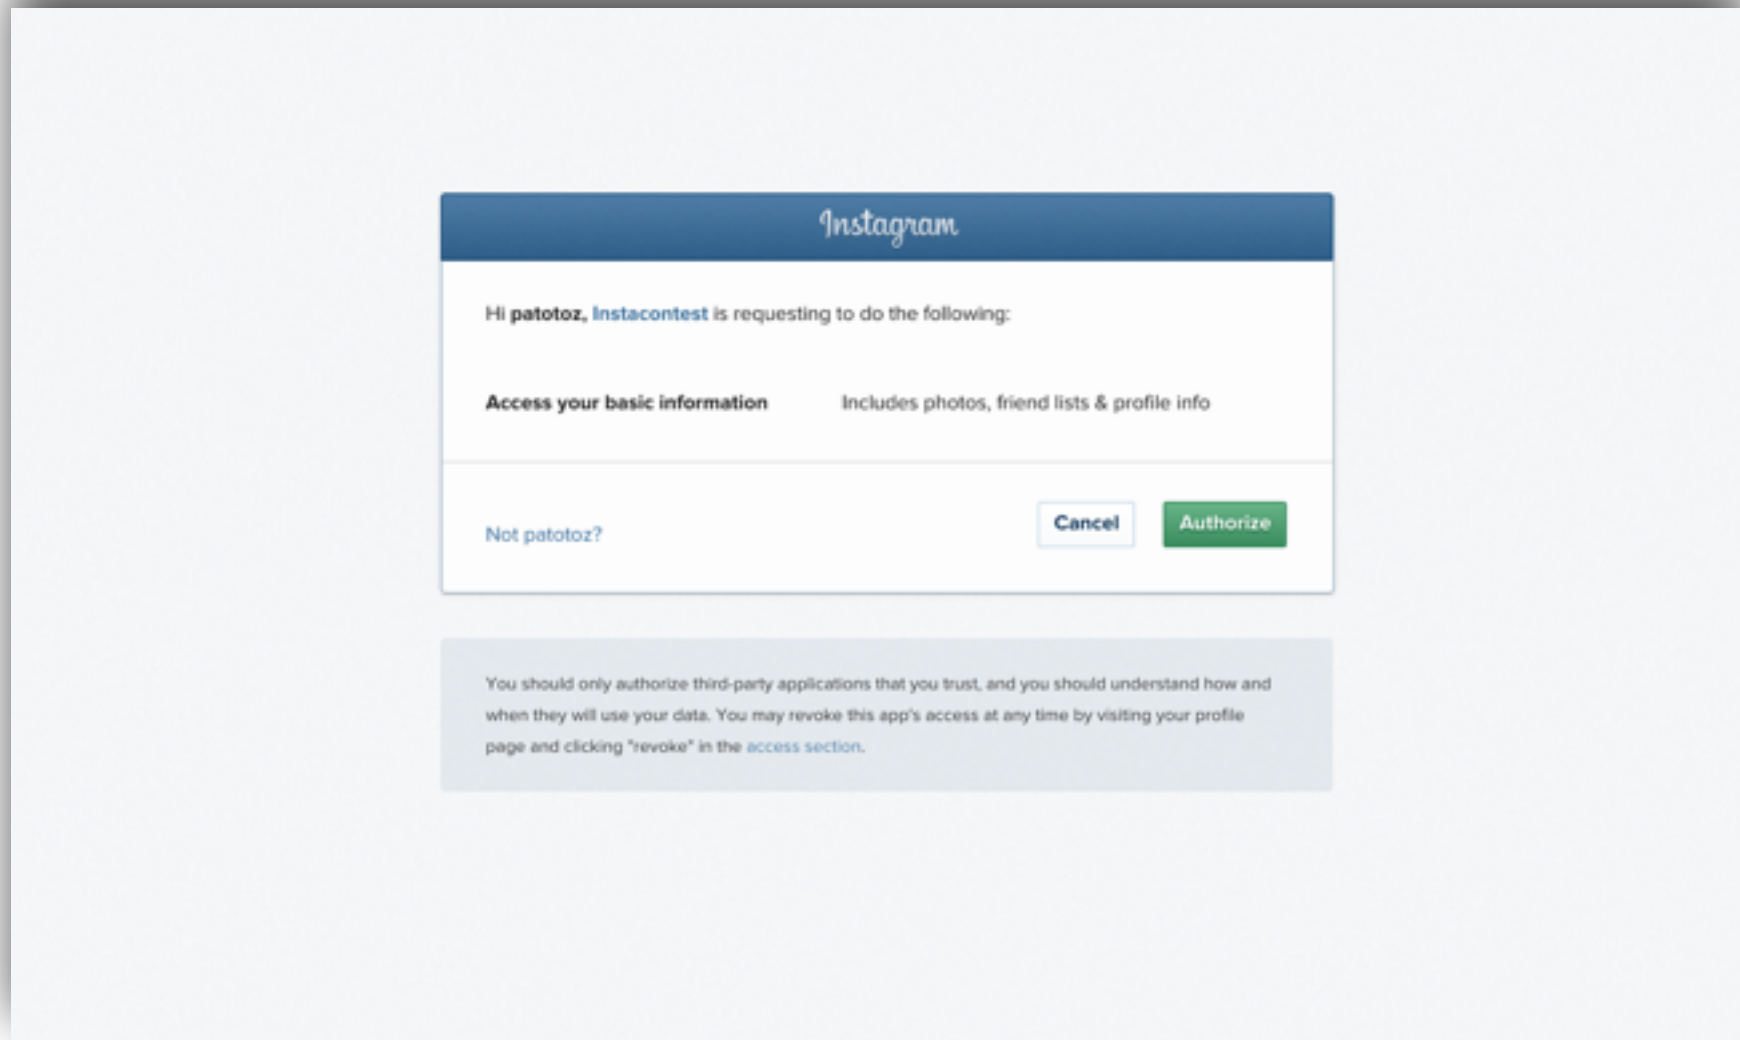 Instagram
Hi patotoz, Instacontest is requesting to do the following:
Access your basic information Includes photos, friend lists & profile info
Not patotoz? Cancel Authorize
You should only authorize third-party applications that you trust, and you should understand how and
when they will use your data. You may revoke this app's access at any time by visiting your profile
page and clicking "revoke" in the access section.